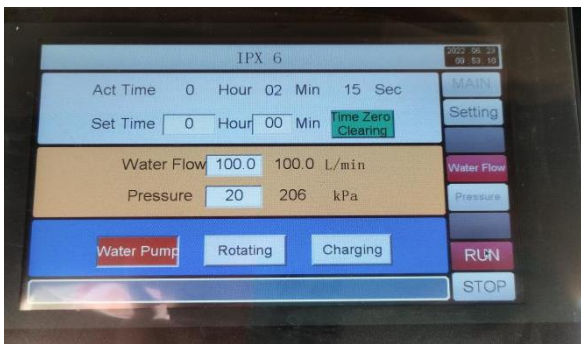 IPX 6
2022 06 23
09 53 10
Act Time 0 Hour 02 Min 15 Sec
MAIN
Set Time 0 Hour 00 Min Time Zero Clearing
Setting
Water Flow 100.0 100.0 L/min
Water Flow
Pressure 20 206 kPa
Pressure
Water Pump Rotating Charging
RUN
STOP